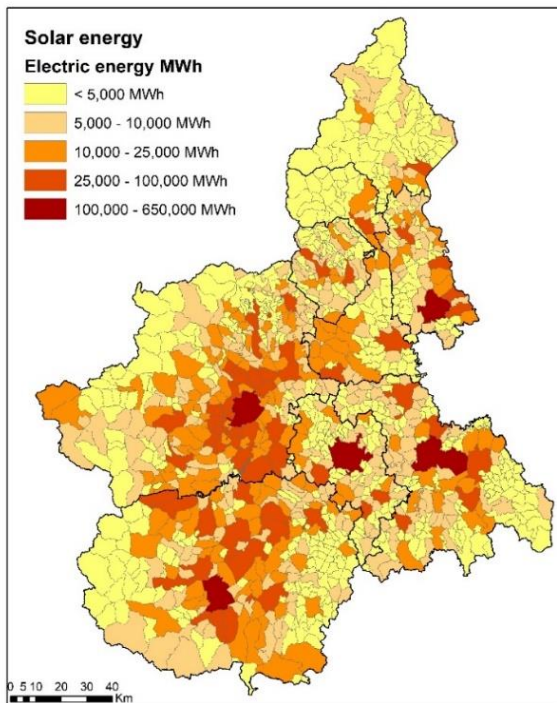 Solar energy
Electric energy MWh
< 5,000 MWh
5,000 - 10,000 MWh
10,000 - 25,000 MWh
25,000 - 100,000 MWh
100,000 - 650,000 MWh
0 5 10 20 30 40
Km